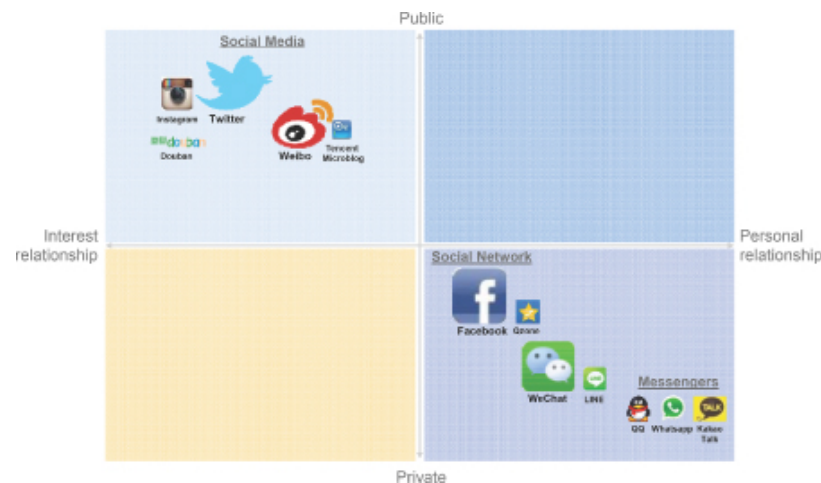 Public
Social Media
Instagram
Twitter
douban
Douban
Weibo
Tencent
Microblog
Interest
relationship
Personal
relationship
Social Network
Facebook
Qzone
WeChat
LINE
LINE
Messengers
QQ
Whatsapp
TALK
Kakao
Talk
Private